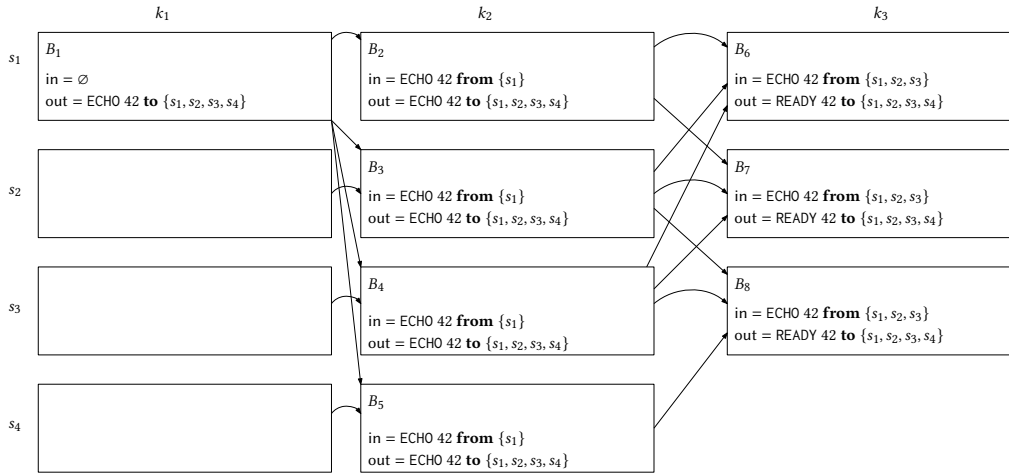 k₁ k₂ k₃
s₁
B₁
in = ∅
out = ECHO 42 to {s₁, s₂, s₃, s₄}
B₂
in = ECHO 42 from {s₁}
out = ECHO 42 to {s₁, s₂, s₃, s₄}
B₆
in = ECHO 42 from {s₁, s₂, s₃}
out = READY 42 to {s₁, s₂, s₃, s₄}
s₂
B₃
in = ECHO 42 from {s₁}
out = ECHO 42 to {s₁, s₂, s₃, s₄}
B₇
in = ECHO 42 from {s₁, s₂, s₃}
out = READY 42 to {s₁, s₂, s₃, s₄}
s₃
B₄
in = ECHO 42 from {s₁}
out = ECHO 42 to {s₁, s₂, s₃, s₄}
B₈
in = ECHO 42 from {s₁, s₂, s₃}
out = READY 42 to {s₁, s₂, s₃, s₄}
s₄
B₅
in = ECHO 42 from {s₁}
out = ECHO 42 to {s₁, s₂, s₃, s₄}